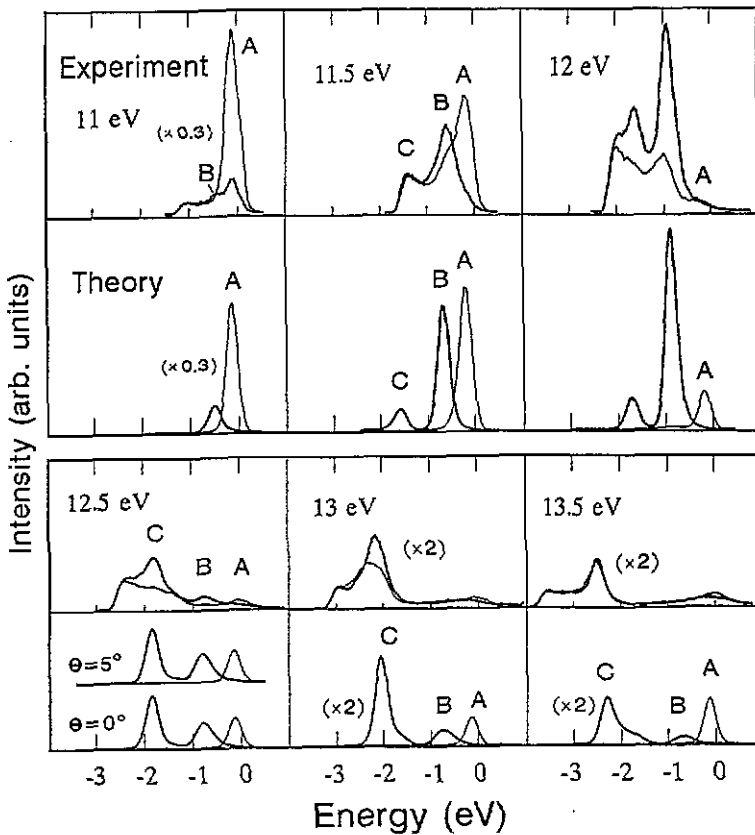 Experiment
11 eV
(×0.3)
A
B
11.5 eV
A
B
C
12 eV
A
Theory
A
(×0.3)
A
B
C
A
Intensity (arb. units)
12.5 eV
C
B
A
13 eV
(×2)
13.5 eV
(×2)
Θ=5°
Θ=0°
C
(×2)
B
A
C
(×2)
B
A
-3 -2 -1 0 -3 -2 -1 0 -3 -2 -1 0
Energy (eV)